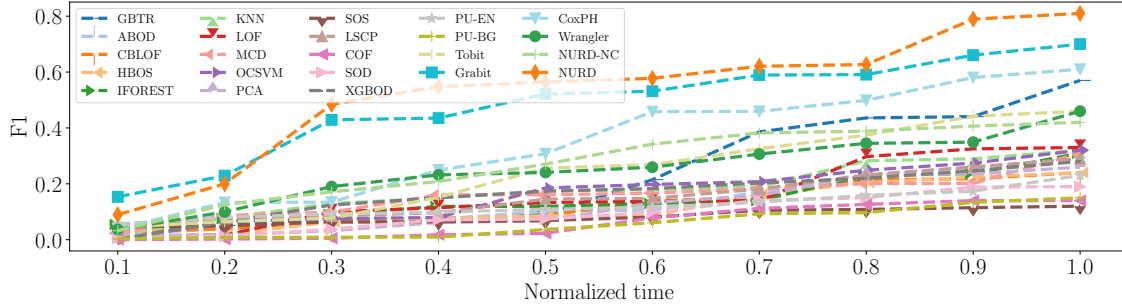 GBTR KNN SOS PU-EN CoxPH
ABOD LOF LSCP PU-BG Wrangler
CBLOF MCD COF Tobit NURD-NC
HBOS OCSVM SOD Grabit NURD
IFOREST PCA XGBOD
0.8
0.6
0.4
0.2
0.0
F1
0.1 0.2 0.3 0.4 0.5 0.6 0.7 0.8 0.9 1.0
Normalized time